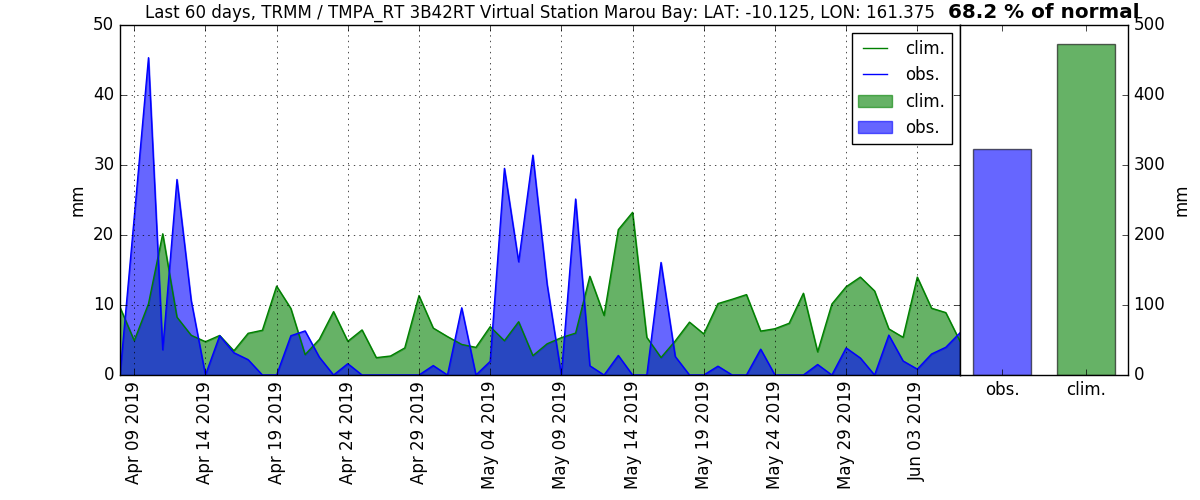 Last 60 days, TRMM / TMPA_RT 3B42RT Virtual Station Marou Bay: LAT: -10.125, LON: 161.375
68.2 % of normal
50
40
30
20
10
0
mm
clim.
obs.
clim.
obs.
500
400
300
200
100
0
mm
Apr 09 2019
Apr 14 2019
Apr 19 2019
Apr 24 2019
Apr 29 2019
May 04 2019
May 09 2019
May 14 2019
May 19 2019
May 24 2019
May 29 2019
Jun 03 2019
obs.
clim.